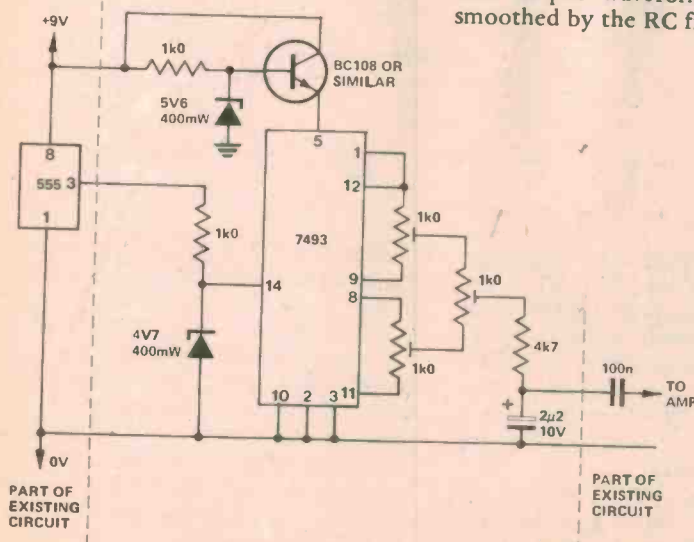 smoothed by the RC f
+9V
1k0
BC108 OR
SIMILAR
5V6
400mW
5
8
555 3
1
1
12
1k0
1k0
7493
1k0
9
8
14
4V7
400mW
1k0
4k7
11
100n
TO
AMP
10 2 3
+
2μ2
10V
0V
PART OF
EXISTING
CIRCUIT
PART OF
EXISTING
CIRCUIT